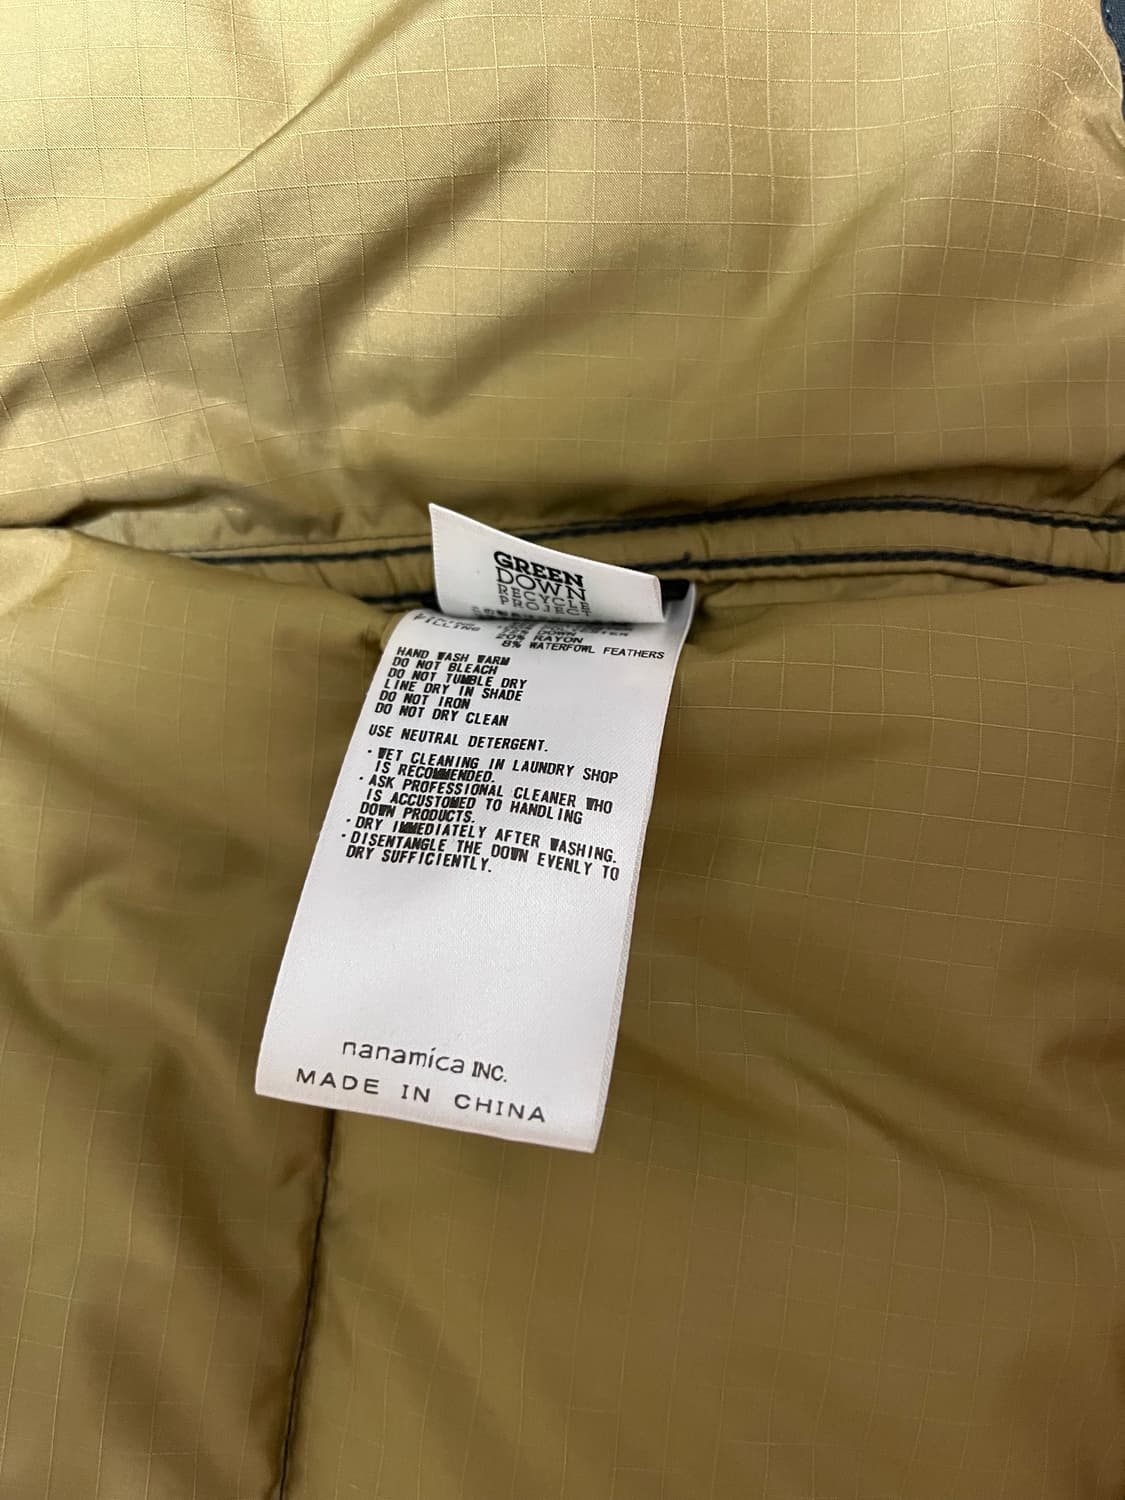 GREEN
DOWN
RECYCLE
PROJECT
FILLING
DOWN
20% RAYON
8% WATERFOWL FEATHERS
HAND WASH WARM
DO NOT BLEACH
DO NOT TUMBLE DRY
LINE DRY IN SHADE
DO NOT IRON
DO NOT DRY CLEAN
USE NEUTRAL DETERGENT.
・WET CLEANING IN LAUNDRY SHOP
IS RECOMMENDED.
・ASK PROFESSIONAL CLEANER WHO
IS ACCUSTOMED TO HANDLING
DOWN PRODUCTS.
・DRY IMMEDIATELY AFTER WASHING.
・DISENTANGLE THE DOWN EVENLY TO
DRY SUFFICIENTLY.
nanamica INC.
MADE IN CHINA